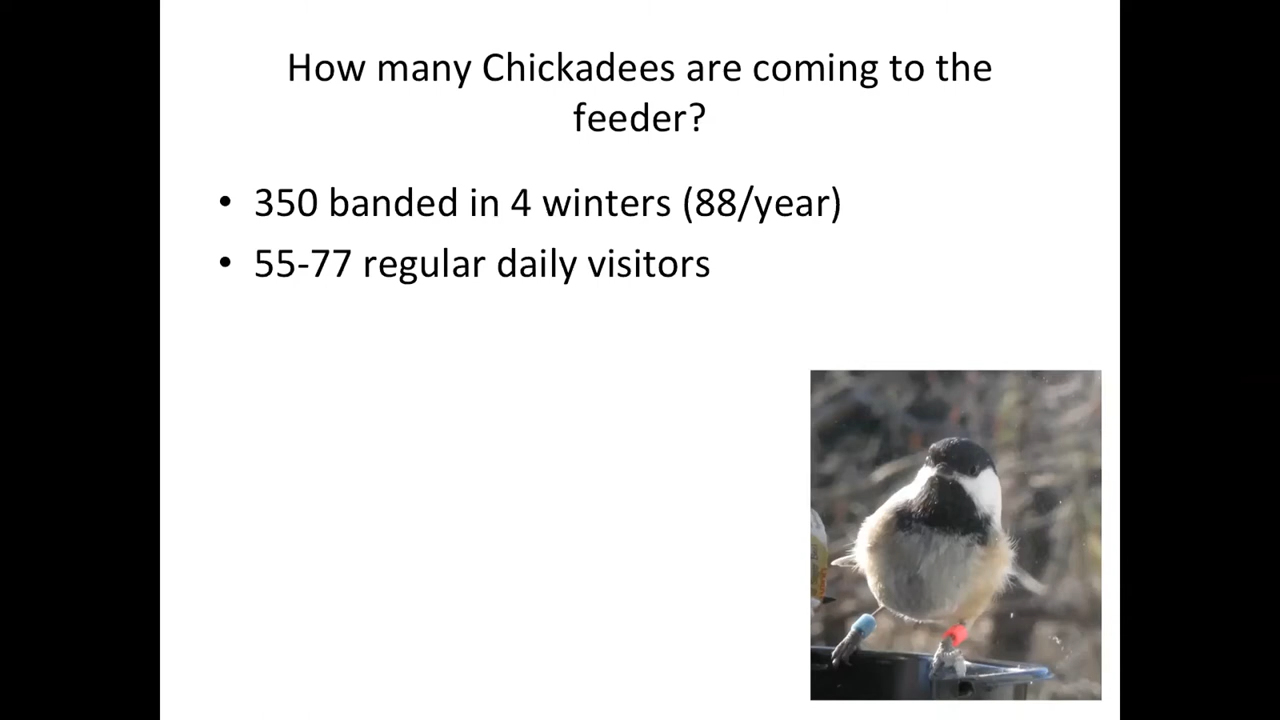 How many Chickadees are coming to the
feeder?
• 350 banded in 4 winters (88/year)
• 55-77 regular daily visitors